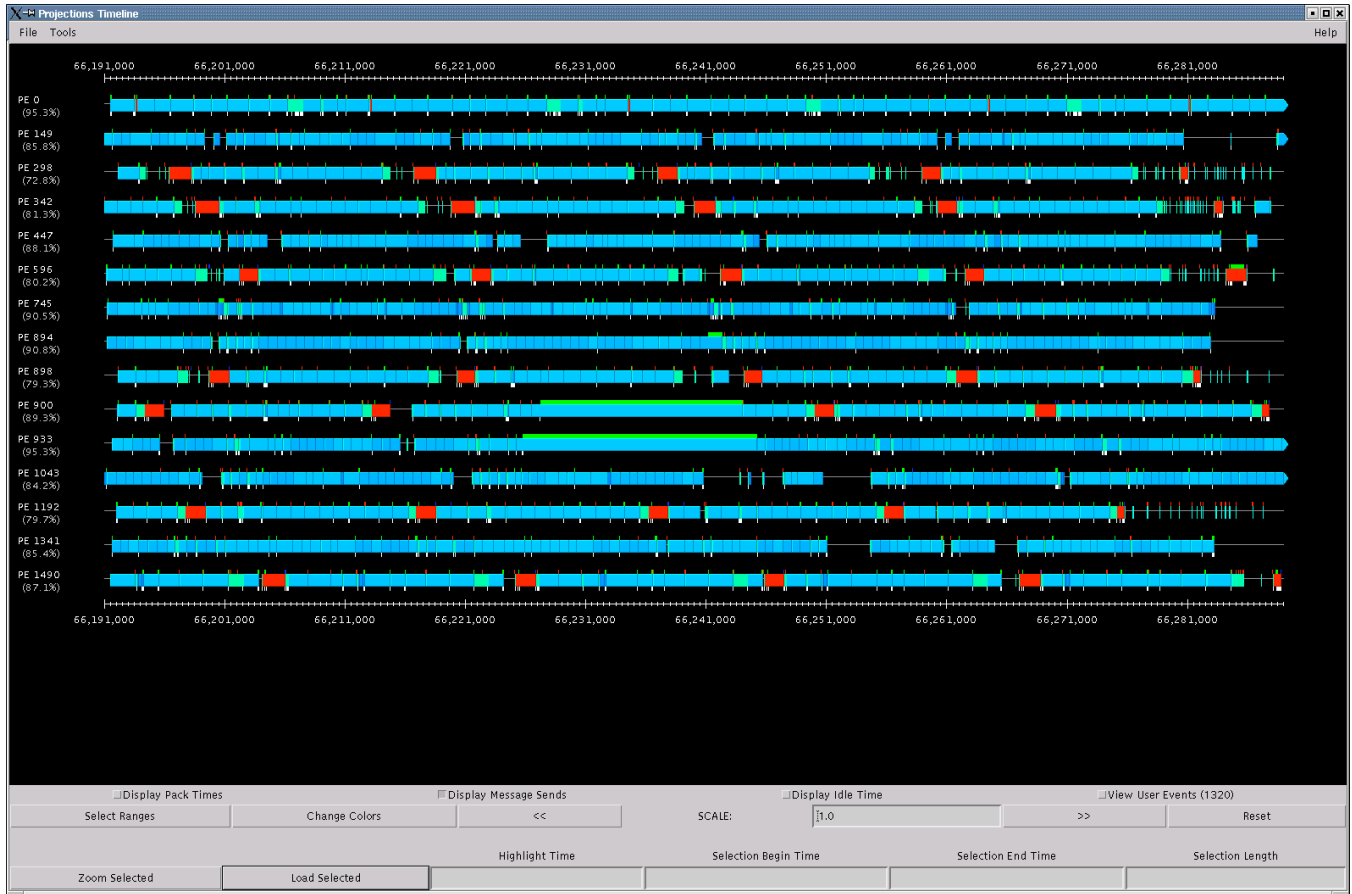 Projections Timeline
File Tools Help
66,191,000 66,201,000 66,211,000 66,221,000 66,231,000 66,241,000 66,251,000 66,261,000 66,271,000 66,281,000
PE 0
(95.3%)
PE 149
(85.8%)
PE 298
(72.8%)
PE 342
(81.3%)
PE 447
(88.1%)
PE 596
(80.2%)
PE 745
(90.5%)
PE 894
(90.8%)
PE 898
(79.3%)
PE 900
(89.3%)
PE 933
(95.3%)
PE 1043
(84.2%)
PE 1192
(79.7%)
PE 1341
(85.4%)
PE 1490
(87.1%)
66,191,000 66,201,000 66,211,000 66,221,000 66,231,000 66,241,000 66,251,000 66,261,000 66,271,000 66,281,000
Display Pack Times Display Message Sends Display Idle Time View User Events (1320)
Select Ranges Change Colors << SCALE: 1.0 >> Reset
Highlight Time Selection Begin Time Selection End Time Selection Length
Zoom Selected Load Selected